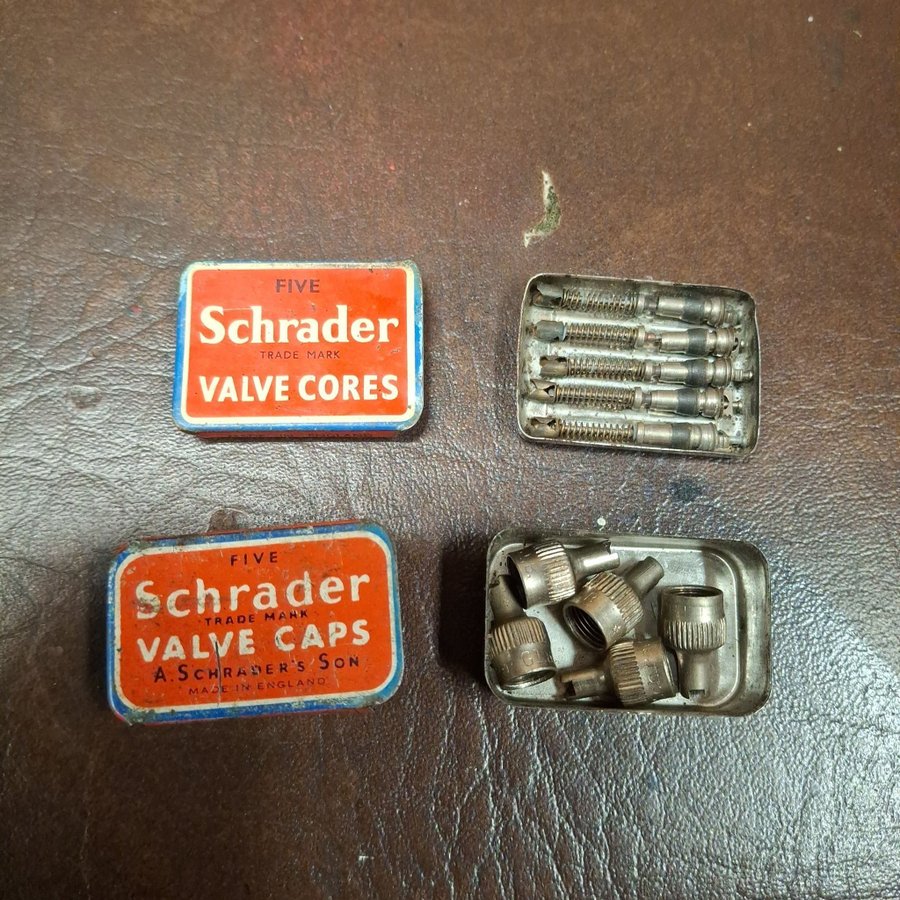 FIVE
Schrader
TRADE MARK
VALVE CORES
FIVE
Schrader
TRADE MARK
VALVE CAPS
A. SCHRADER'S SON
MADE IN ENGLAND